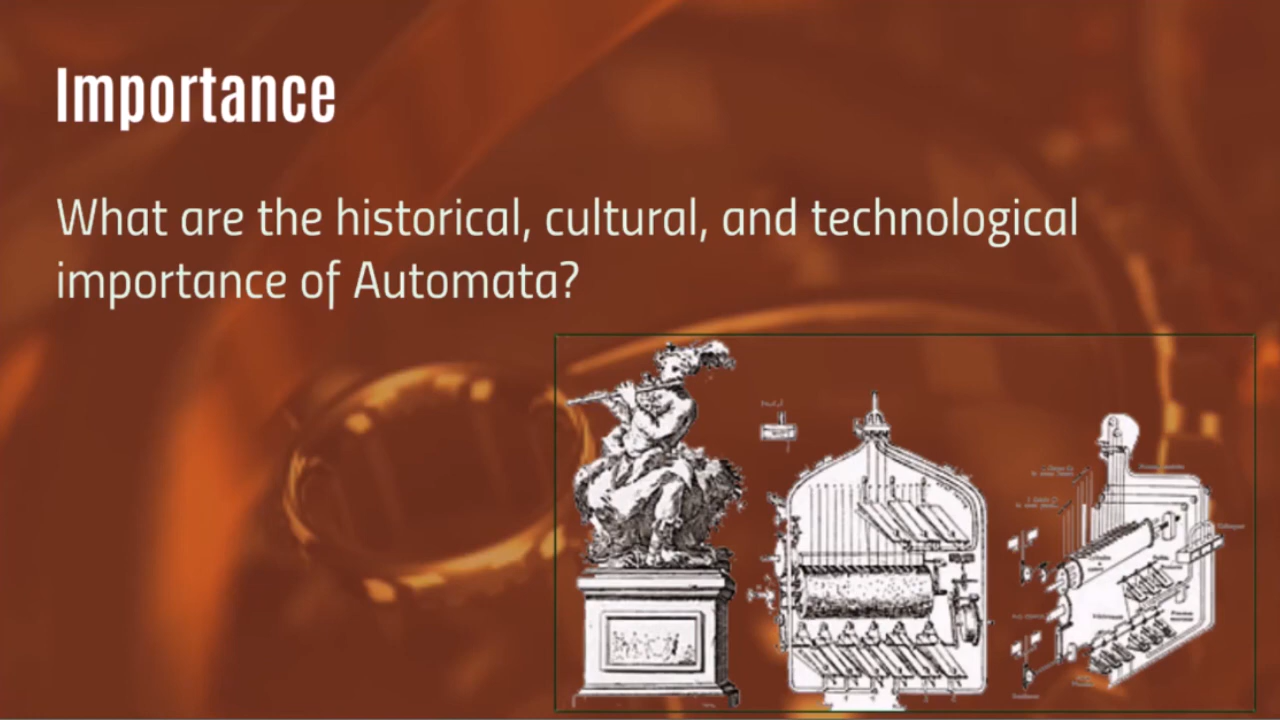 Importance
What are the historical, cultural, and technological
importance of Automata?